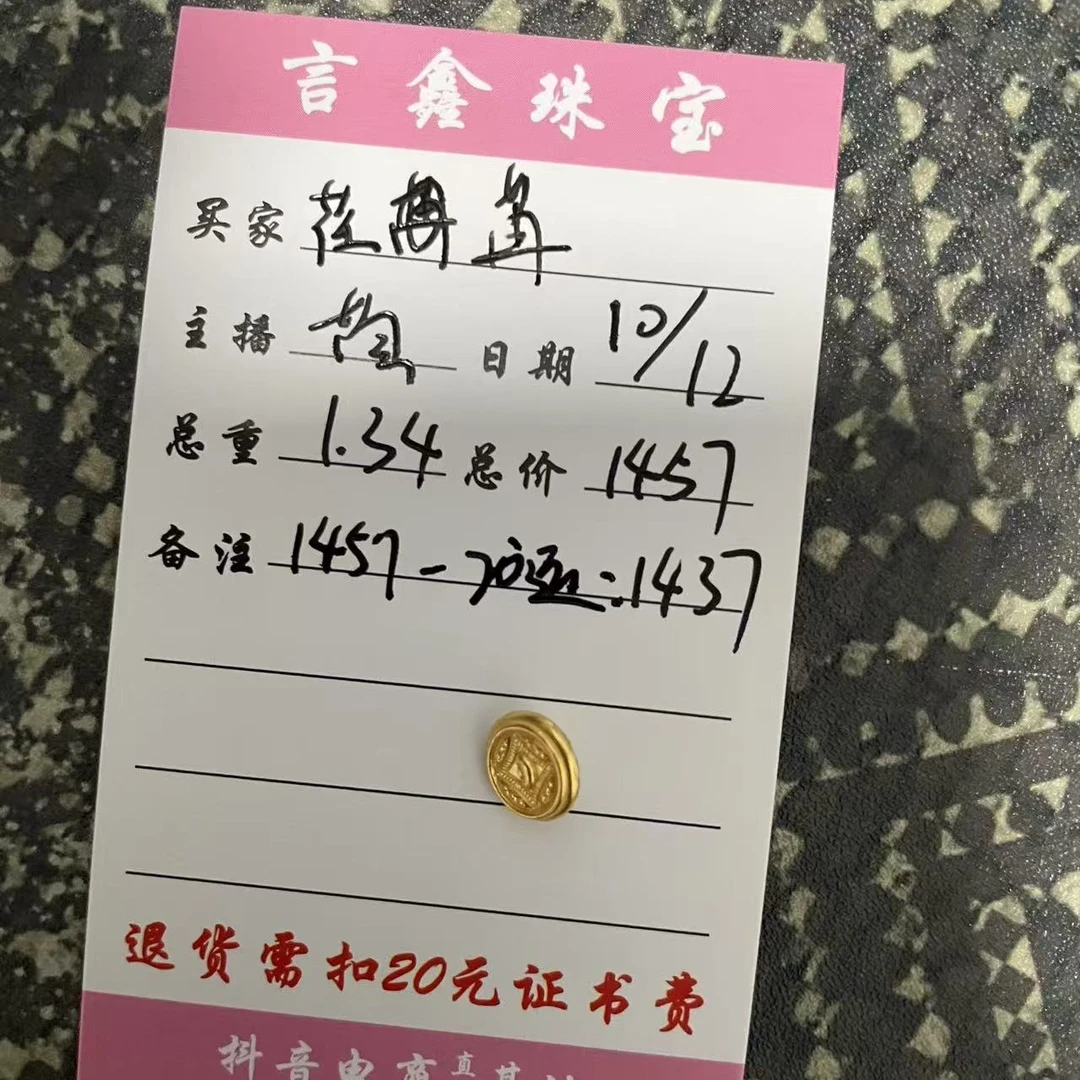 言鑫珠宝
买家
主播 日期 10/12
总重 1.34 总价 1457
备注 1457-20 :1437
退货需扣20元证书费
抖音电商真